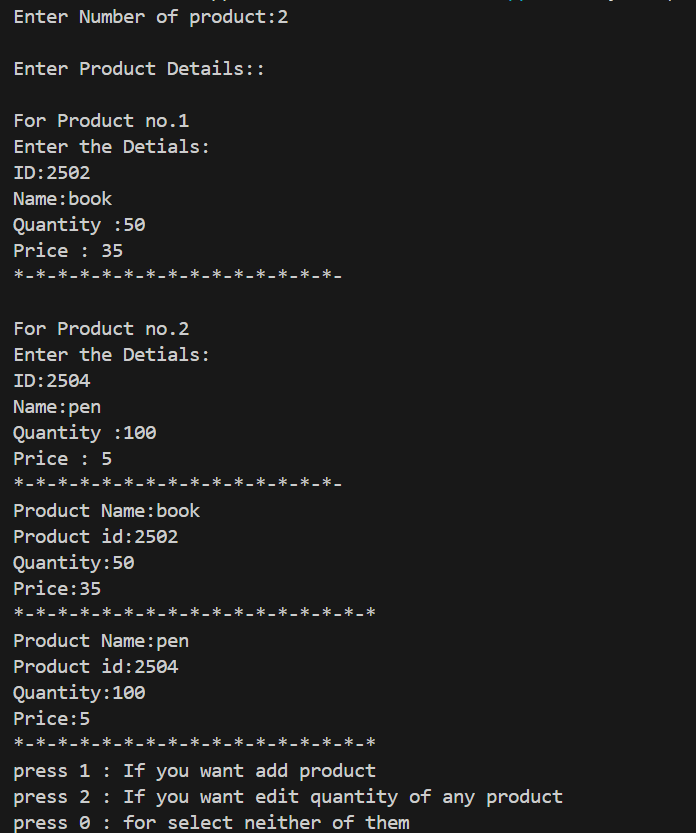 Enter Number of product:2
Enter Product Details::
For Product no.1
Enter the Detials:
ID:2502
Name:book
Quantity :50
Price : 35
*-*-*-*-*-*-*-*-*-*-*-*-*-*-*-
For Product no.2
Enter the Detials:
ID:2504
Name:pen
Quantity :100
Price : 5
*-*-*-*-*-*-*-*-*-*-*-*-*-*-*-
Product Name:book
Product id:2502
Quantity:50
Price:35
*-*-*-*-*-*-*-*-*-*-*-*-*-*-*-*-*
Product Name:pen
Product id:2504
Quantity:100
Price:5
*-*-*-*-*-*-*-*-*-*-*-*-*-*-*-*-*
press 1 : If you want add product
press 2 : If you want edit quantity of any product
press 0 : for select neither of them